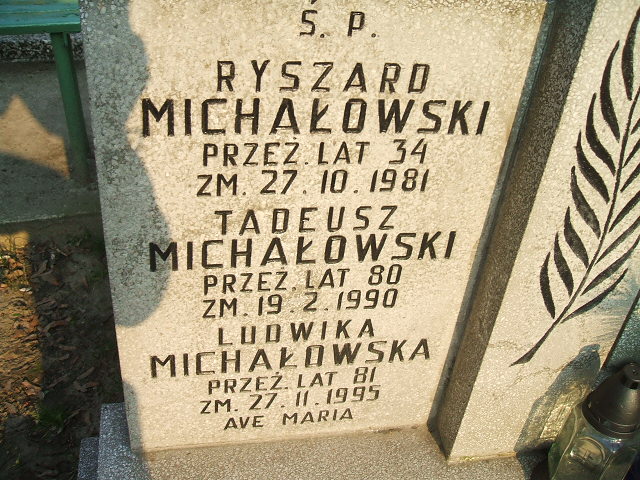 Ś. P.
RYSZARD
MICHAŁOWSKI
PRZEŻ. LAT 34
ZM. 27. 10. 1981
TADEUSZ
MICHAŁOWSKI
PRZEŻ. LAT 80
ZM. 19. 2. 1990
LUDWIKA
MICHAŁOWSKA
PRZEŻ. LAT 81
ZM. 27. 11. 1995
AVE MARIA